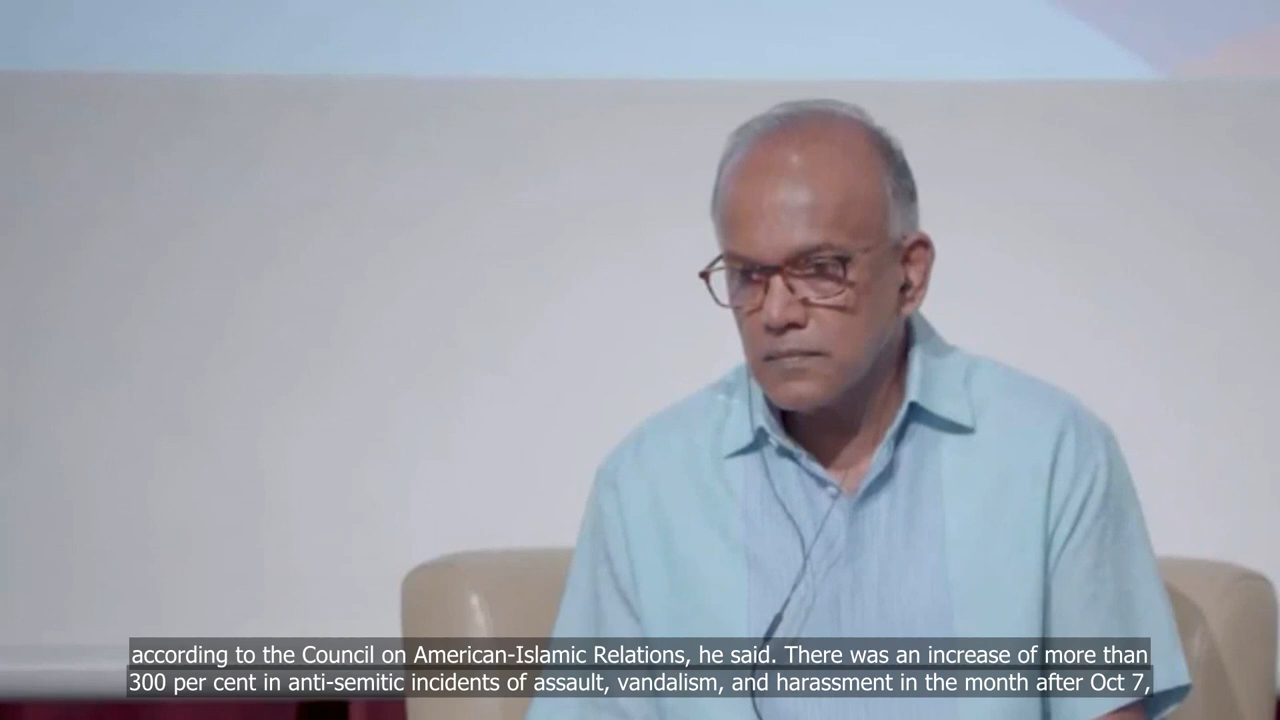 according to the Council on American-Islamic Relations, he said. There was an increase of more than
300 per cent in anti-semitic incidents of assault, vandalism, and harassment in the month after Oct 7,